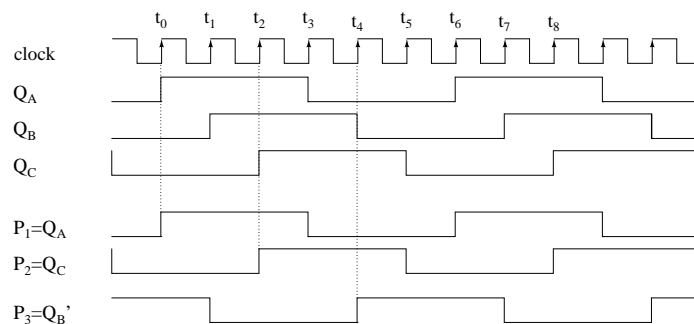 t0 t1 t2 t3 t4 t5 t6 t7 t8
clock
QA
QB
QC
P1=QA
P2=QC
P3=QB'